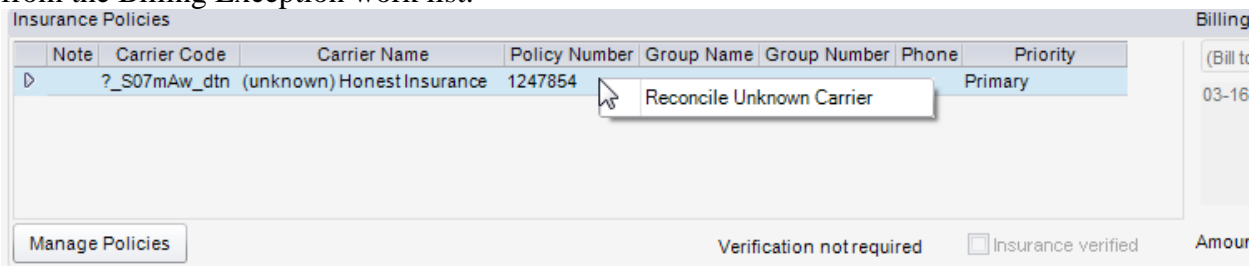 from the Billing Exception work list.
Insurance Policies Billing
Note Carrier Code Carrier Name Policy Number Group Name Group Number Phone Priority (Bill to
?_S07mAw_dtn (unknown) Honest Insurance 1247854 Primary
Reconcile Unknown Carrier 03-16
Manage Policies Verification not required Insurance verified Amour